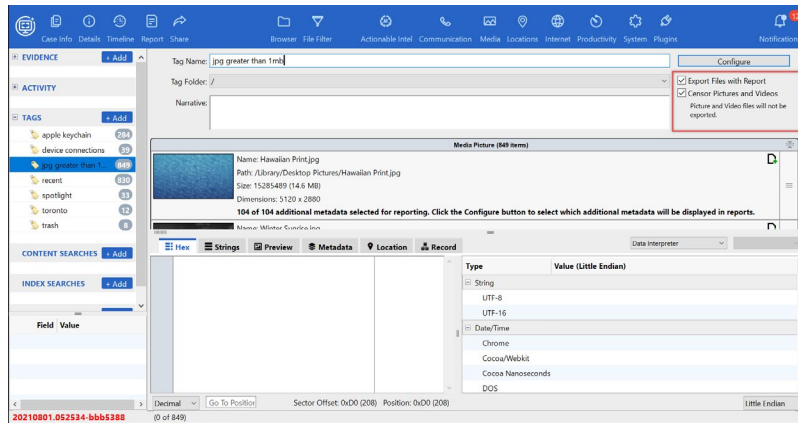 Case Info Details Timeline Report Share Browser File Filter Actionable Intel Communication Media Locations Internet Productivity System Plugins Notification
12
EVIDENCE + Add
ACTIVITY
TAGS + Add
apple keychain 284
device connections 39
jpg greater than 1... 849
recent 830
spotlight 33
toronto 12
trash 8
CONTENT SEARCHES + Add
INDEX SEARCHES + Add
Field Value
20210801.052534-bbb5388
Tag Name: jpg greater than 1mb
Configure
Tag Folder: /
Export Files with Report
Censor Pictures and Videos
Picture and Video files will not be
exported.
Narrative:
Media Picture (849 items)
Name: Hawaiian Print.jpg
Path: /Library/Desktop Pictures/Hawaiian Print.jpg
Size: 15285489 (14.6 MB)
Dimensions: 5120 x 2880
104 of 104 additional metadata selected for reporting. Click the Configure button to select which additional metadata will be displayed in reports.
Hex Strings Preview Metadata Location Record
Data Interpreter
Type Value (Little Endian)
String
UTF-8
UTF-16
Date/Time
Chrome
Cocoa/Webkit
Cocoa Nanoseconds
DOS
Decimal Go To Position Sector Offset: 0xD0 (208) Position: 0xD0 (208)
Little Endian
(0 of 849)